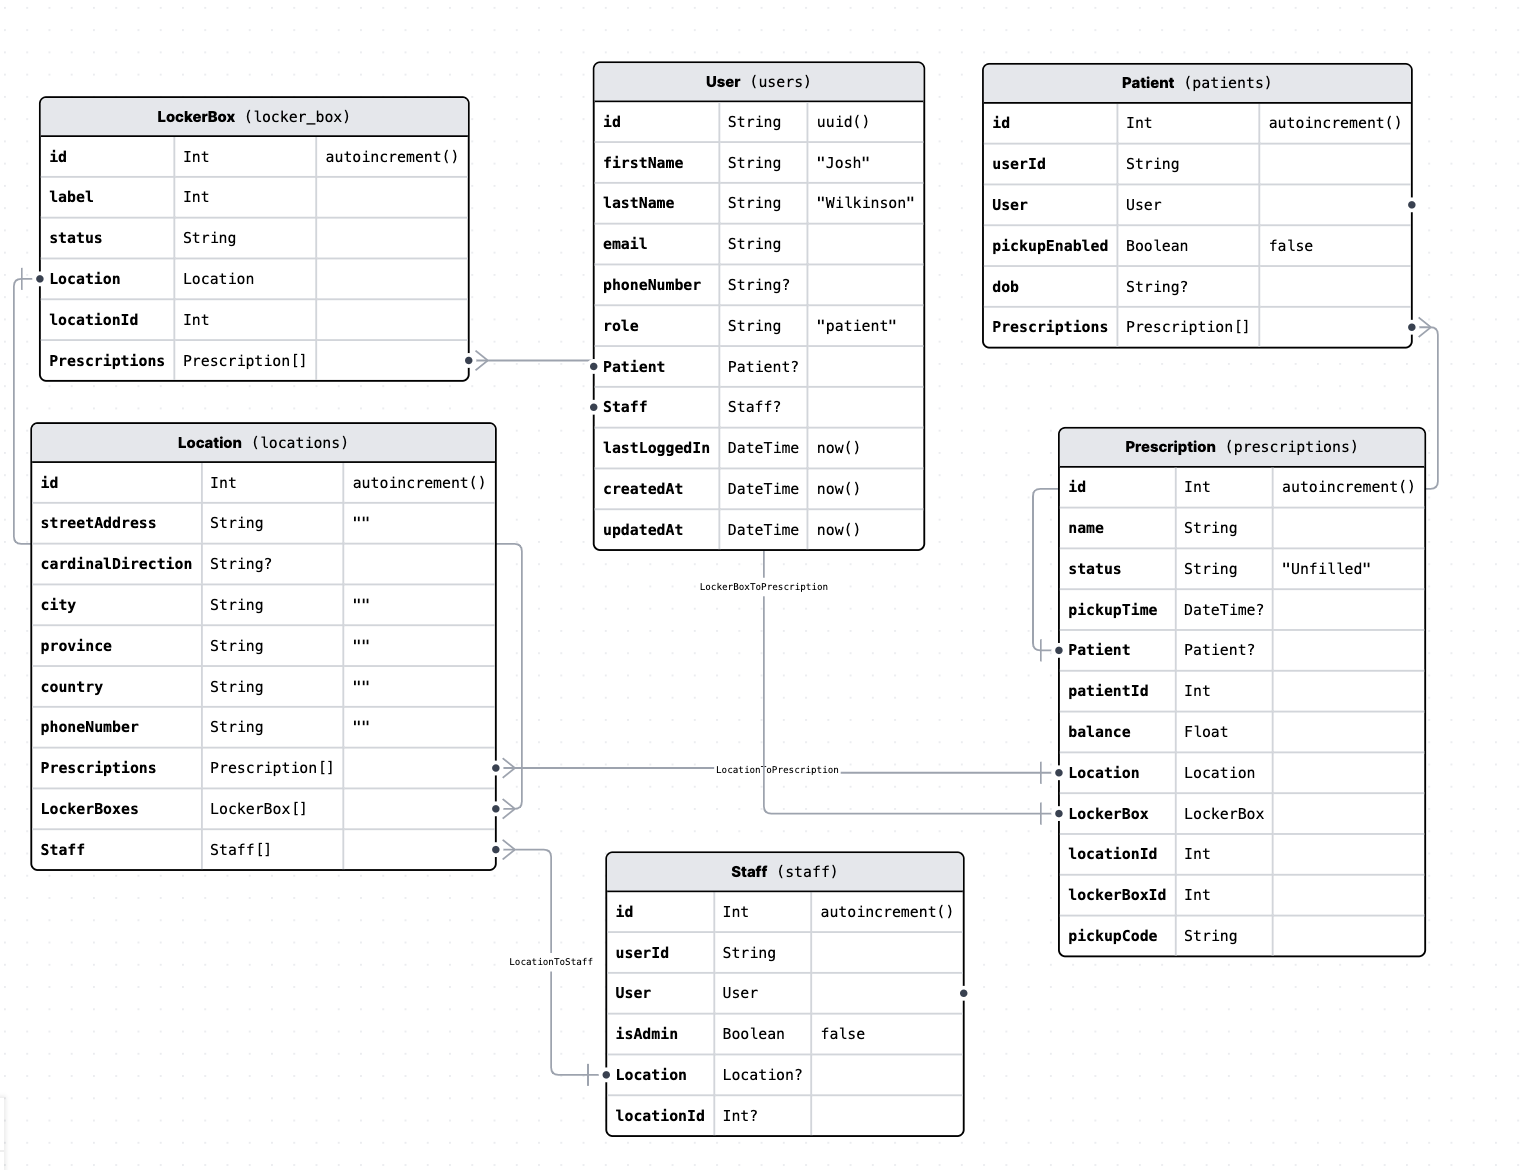 LockerBox (locker_box)
id Int autoincrement()
label Int
status String
Location Location
locationId Int
Prescriptions Prescription[]
User (users)
id String uuid()
firstName String "Josh"
lastName String "Wilkinson"
email String
phoneNumber String?
role String "patient"
Patient Patient?
Staff Staff?
lastLoggedIn DateTime now()
createdAt DateTime now()
updatedAt DateTime now()
Patient (patients)
id Int autoincrement()
userId String
User User
pickupEnabled Boolean false
dob String?
Prescriptions Prescription[]
Location (locations)
id Int autoincrement()
streetAddress String ""
cardinalDirection String?
city String ""
province String ""
country String ""
phoneNumber String ""
Prescriptions Prescription[]
LockerBoxes LockerBox[]
Staff Staff[]
LockerBoxToPrescription
LocationToPrescription
Prescription (prescriptions)
id Int autoincrement()
name String
status String "Unfilled"
pickupTime DateTime?
Patient Patient?
patientId Int
balance Float
Location Location
LockerBox LockerBox
locationId Int
lockerBoxId Int
pickupCode String
LocationToStaff
Staff (staff)
id Int autoincrement()
userId String
User User
isAdmin Boolean false
Location Location?
locationId Int?